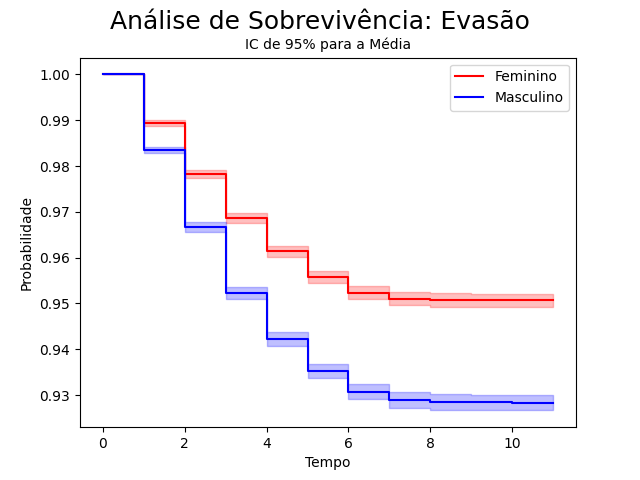 Análise de Sobrevivência: Evasão
IC de 95% para a Média
Feminino
Masculino
Probabilidade
1.00
0.99
0.98
0.97
0.96
0.95
0.94
0.93
0 2 4 6 8 10
Tempo